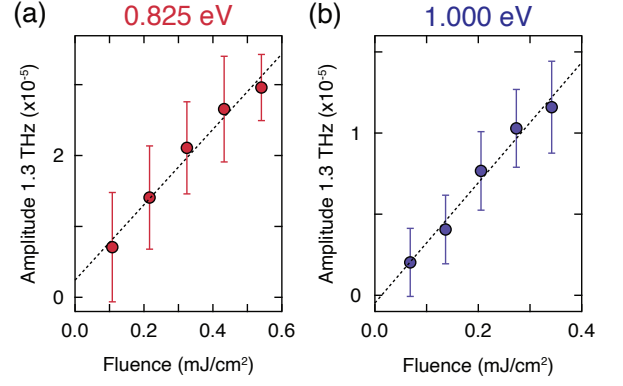 (a)
0.825 eV
Amplitude 1.3 THz (x10⁻⁵)
2
0
0.0 0.2 0.4 0.6
Fluence (mJ/cm²)
(b)
1.000 eV
Amplitude 1.3 THz (x10⁻⁵)
1
0
0.0 0.2 0.4
Fluence (mJ/cm²)